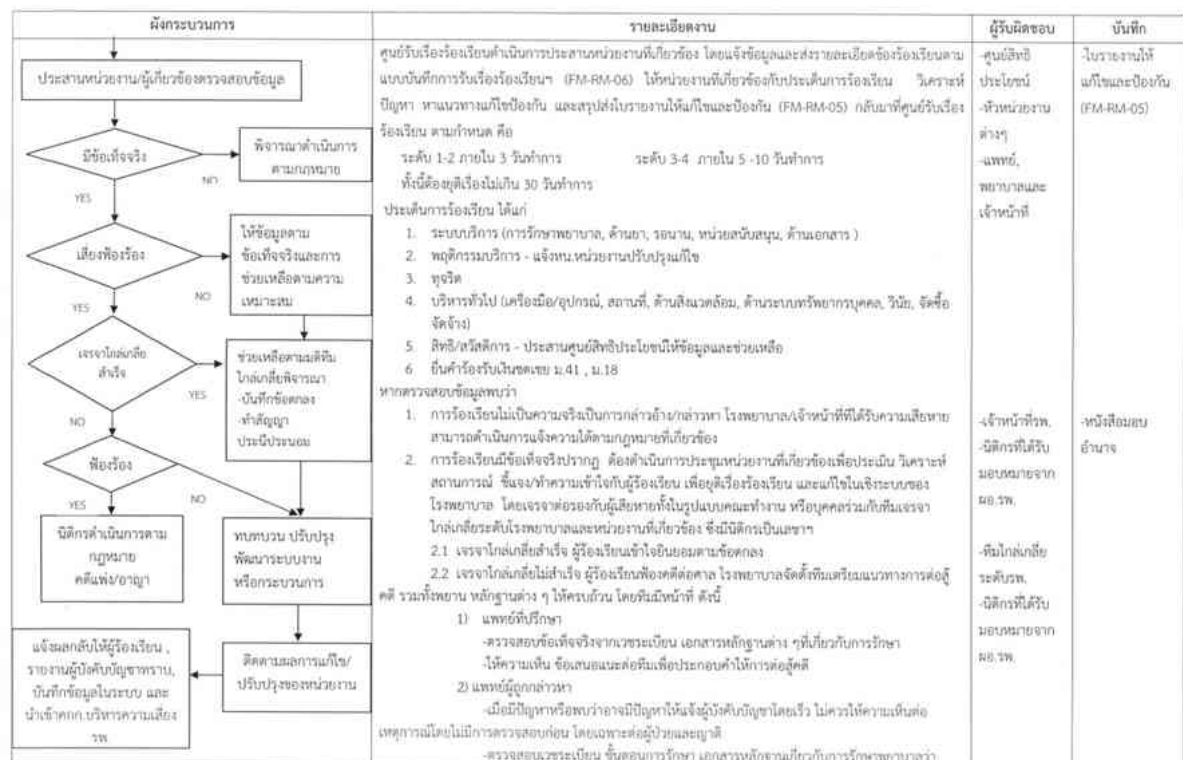 ผังกระบวนการ
ประสานหน่วยงาน/ผู้เกี่ยวข้องตรวจสอบข้อมูล
มีข้อเท็จจริง
NO
พิจารณาดำเนินการ
ตามกฎหมาย
YES
เสี่ยงฟ้องร้อง
NO
ให้ข้อมูลตาม
ข้อเท็จจริงและการ
ช่วยเหลือตามความ
เหมาะสม
YES
เจรจาไกล่เกลี่ย
สำเร็จ
YES
ช่วยเหลือตามมติทีม
ไกล่เกลี่ยพิจารณา
-บันทึกข้อตกลง
-ทำสัญญา
ประนีประนอม
NO
ฟ้องร้อง
NO
YES
นิติกรดำเนินการตาม
กฎหมาย
คดีแพ่ง/อาญา
ทบทวน ปรับปรุง
พัฒนาระบบงาน
หรือกระบวนการ
ติดตามผลการแก้ไข/
ปรับปรุงของหน่วยงาน
แจ้งผลกลับให้ผู้ร้องเรียน ,
รายงานผู้บังคับบัญชาทราบ,
บันทึกข้อมูลในระบบ และ
นำเข้าคกก.บริหารความเสี่ยง
รพ
รายละเอียดงาน
ศูนย์รับเรื่องร้องเรียนดำเนินการประสานหน่วยงานที่เกี่ยวข้อง โดยแจ้งข้อมูลและส่งรายละเอียดข้อร้องเรียนตาม
แบบบันทึกการรับเรื่องร้องเรียนฯ (FM-RM-06) ให้หน่วยงานที่เกี่ยวข้องกับประเด็นการร้องเรียน วิเคราะห์
ปัญหา หาแนวทางแก้ไขป้องกัน และสรุปส่งใบรายงานให้แก้ไขและป้องกัน (FM-RM-05) กลับมาที่ศูนย์รับเรื่อง
ร้องเรียน ตามกำหนด คือ
ระดับ 1-2 ภายใน 3 วันทำการ ระดับ 3-4 ภายใน 5 -10 วันทำการ
ทั้งนี้ต้องยุติเรื่องไม่เกิน 30 วันทำการ
ประเด็นการร้องเรียน ได้แก่
1. ระบบบริการ (การรักษาพยาบาล, ด้านยา, รอนาน, หน่วยสนับสนุน, ด้านเอกสาร )
2. พฤติกรรมบริการ - แจ้งหน.หน่วยงานปรับปรุงแก้ไข
3. ทุจริต
4. บริหารทั่วไป (เครื่องมือ/อุปกรณ์, สถานที่, ด้านสิ่งแวดล้อม, ด้านระบบทรัพยากรบุคคล, วินัย, จัดซื้อ
จัดจ้าง)
5. สิทธิ/สวัสดิการ - ประสานศูนย์สิทธิประโยชน์ให้ข้อมูลและช่วยเหลือ
6 ยื่นคำร้องรับเงินชดเชย ม.41 , ม.18
หากตรวจสอบข้อมูลพบว่า
1. การร้องเรียนไม่เป็นความจริงเป็นการกล่าวอ้าง/กล่าวหา โรงพยาบาล/เจ้าหน้าที่ที่ได้รับความเสียหาย
สามารถดำเนินการแจ้งความได้ตามกฎหมายที่เกี่ยวข้อง
2. การร้องเรียนมีข้อเท็จจริงปรากฏ ต้องดำเนินการประชุมหน่วยงานที่เกี่ยวข้องเพื่อประเมิน วิเคราะห์
สถานการณ์ ชี้แจง/ทำความเข้าใจกับผู้ร้องเรียน เพื่อยุติเรื่องร้องเรียน และแก้ไขในเชิงระบบของ
โรงพยาบาล โดยเจรจาต่อรองกับผู้เสียหายทั้งในรูปแบบคณะทำงาน หรือบุคคลร่วมกับทีมเจรจา
ไกล่เกลี่ยระดับโรงพยาบาลและหน่วยงานที่เกี่ยวข้อง ซึ่งมีนิติกรเป็นเลขาฯ
2.1 เจรจาไกล่เกลี่ยสำเร็จ ผู้ร้องเรียนเข้าใจยินยอมตามข้อตกลง
2.2 เจรจาไกล่เกลี่ยไม่สำเร็จ ผู้ร้องเรียนฟ้องคดีต่อศาล โรงพยาบาลจัดตั้งทีมเตรียมแนวทางการต่อสู้
คดี รวมทั้งพยาน หลักฐานต่าง ๆ ให้ครบถ้วน โดยทีมมีหน้าที่ ดังนี้
1) แพทย์ที่ปรึกษา
-ตรวจสอบข้อเท็จจริงจากเวชระเบียน เอกสารหลักฐานต่าง ๆที่เกี่ยวกับการรักษา
-ให้ความเห็น ข้อเสนอแนะต่อทีมเพื่อประกอบคำให้การต่อสู้คดี
2) แพทย์ผู้ถูกกล่าวหา
-เมื่อมีปัญหาหรือพบว่าอาจมีปัญหาให้แจ้งผู้บังคับบัญชาโดยเร็ว ไม่ควรให้ความเห็นต่อ
เหตุการณ์โดยไม่มีการตรวจสอบก่อน โดยเฉพาะต่อผู้ป่วยและญาติ
-ตรวจสอบเวชระเบียน ขั้นตอนการรักษา เอกสารหลักฐานเกี่ยวกับการรักษาพยาบาลว่า
ผู้รับผิดชอบ
-ศูนย์สิทธิ
ประโยชน์
-หัวหน่วยงาน
ต่างๆ
-แพทย์,
พยาบาลและ
เจ้าหน้าที่
-เจ้าหน้าที่รพ.
-นิติกรที่ได้รับ
มอบหมายจาก
ผอ.รพ.
-ทีมไกล่เกลี่ย
ระดับรพ.
-นิติกรที่ได้รับ
มอบหมายจาก
ผอ.รพ.
บันทึก
-ใบรายงานให้
แก้ไขและป้องกัน
(FM-RM-05)
-หนังสือมอบ
อำนาจ